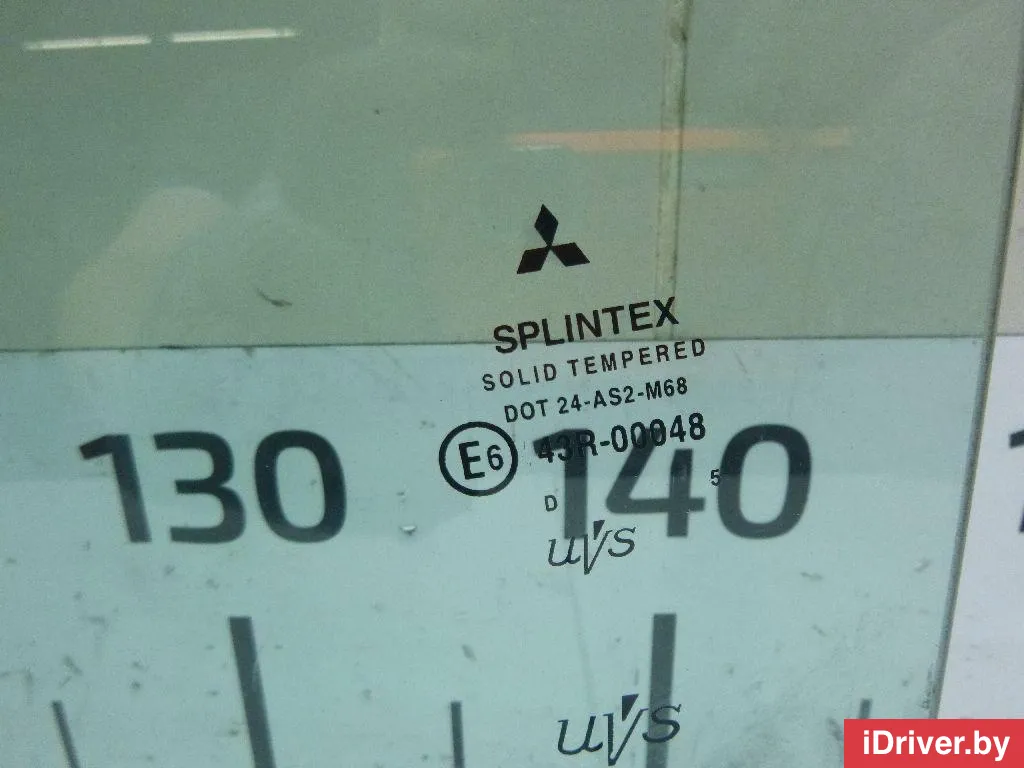 SPLINTEX
SOLID TEMPERED
DOT 24-AS2-M68
E6 43R-00048
130 140
D 5
uvs
uvs
iDriver.by